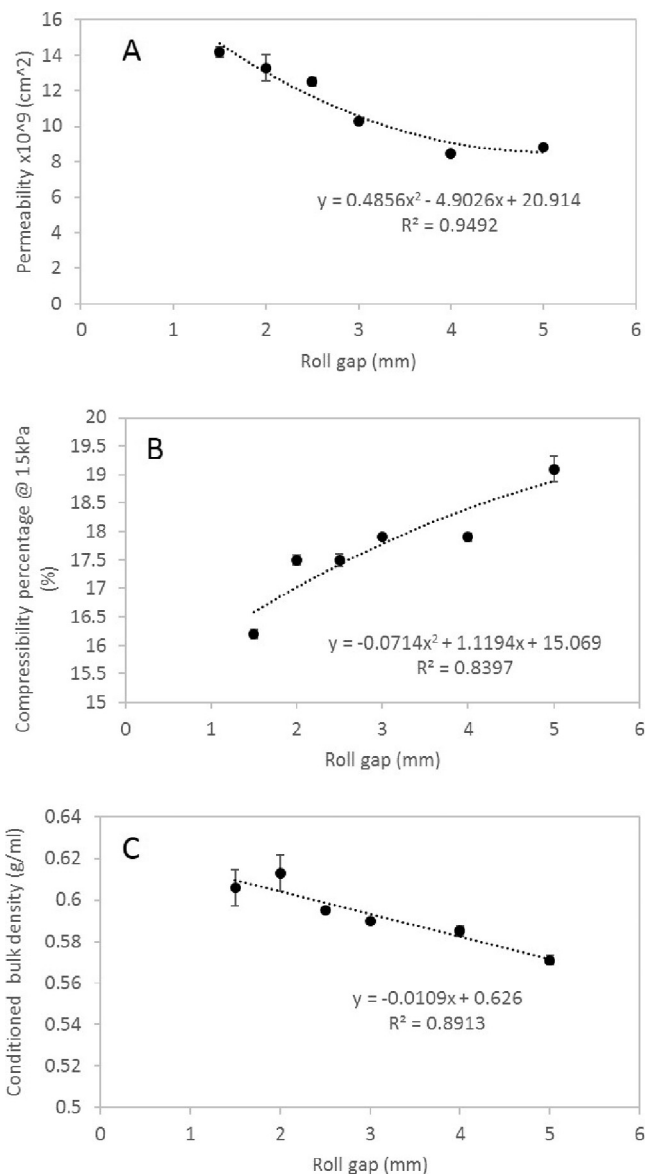 A
Permeability x10^9 (cm^2)
16
14
12
10
8
6
4
2
0
y = 0.4856x² - 4.9026x + 20.914
R² = 0.9492
0 1 2 3 4 5 6
Roll gap (mm)
B
Compressibility percentage @ 15kPa
(%)
20
19.5
19
18.5
18
17.5
17
16.5
16
15.5
15
y = -0.0714x² + 1.1194x + 15.069
R² = 0.8397
0 1 2 3 4 5 6
Roll gap (mm)
C
Conditioned bulk density (g/ml)
0.64
0.62
0.6
0.58
0.56
0.54
0.52
0.5
y = -0.0109x + 0.626
R² = 0.8913
0 1 2 3 4 5 6
Roll gap (mm)